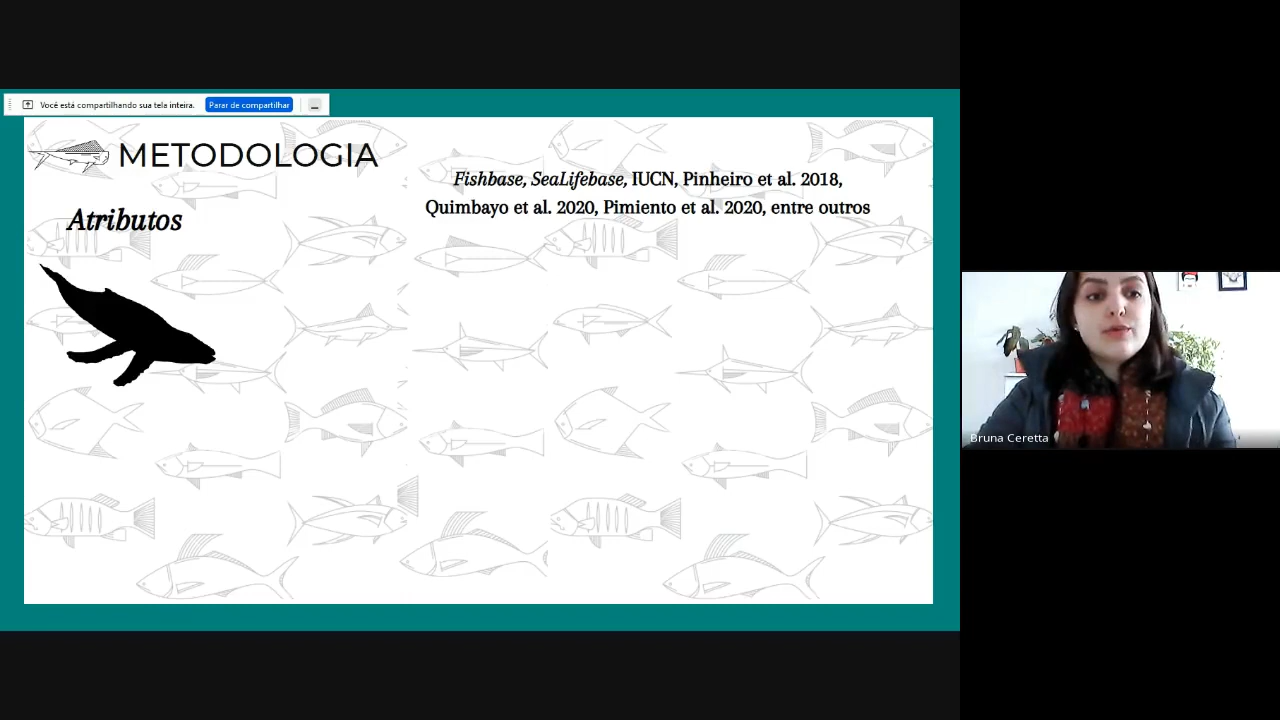 Você está compartilhando sua tela inteira. Parar de compartilhar
METODOLOGIA
Fishbase, SeaLifebase, IUCN, Pinheiro et al. 2018,
Quimbayo et al. 2020, Pimiento et al. 2020, entre outros
Atributos
Bruna Ceretta